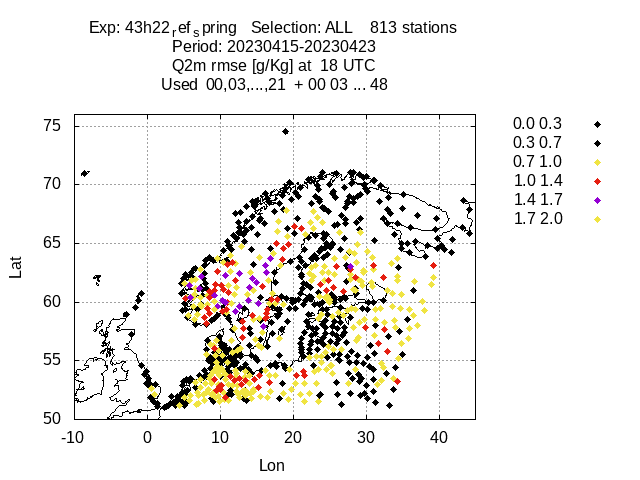 Exp: 43h22refspring   Selection: ALL    813 stations
Period: 20230415-20230423
Q2m rmse [g/Kg] at  18 UTC
Used  00,03,...,21  + 00 03 ... 48
0.0 0.3
0.3 0.7
0.7 1.0
1.0 1.4
1.4 1.7
1.7 2.0
75
70
65
60
55
50
Lat
-10 0 10 20 30 40
Lon